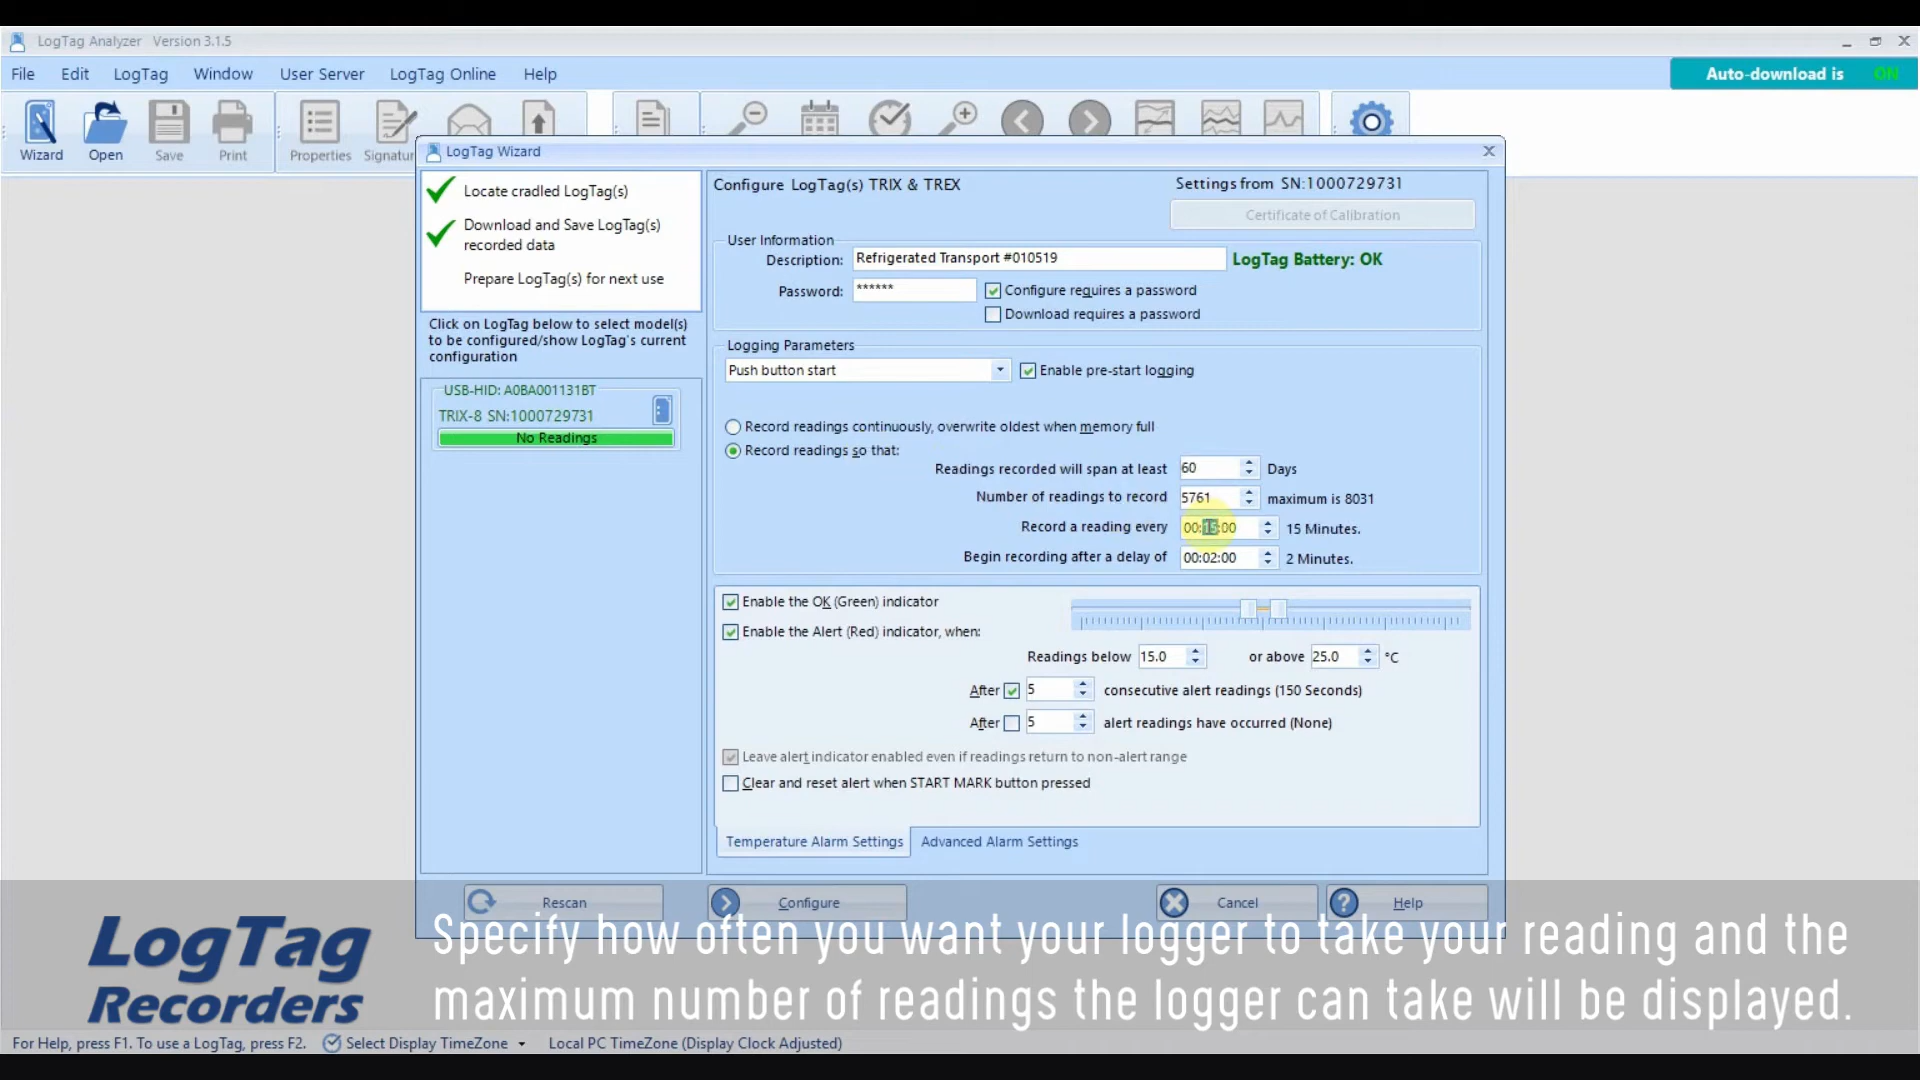 LogTag Analyzer Version 3.1.5
File Edit LogTag Window User Server LogTag Online Help
Auto-download is ON
Wizard Open Save Print Properties
LogTag Wizard
Locate cradled LogTag(s)
Download and Save LogTag(s)
recorded data
Prepare LogTag(s) for next use
Click on LogTag below to select model(s)
to be configured/show LogTag's current
configuration
USB-HID: A0BA001131BT
TRIX-8 SN:1000729731
No Readings
Configure LogTag(s) TRIX & TREX
Settings from SN:1000729731
Certificate of Calibration
User Information
Description: Refrigerated Transport #010519 LogTag Battery: OK
Password: ****** Configure requires a password
Download requires a password
Logging Parameters
Push button start Enable pre-start logging
Record readings continuously, overwrite oldest when memory full
Record readings so that:
Readings recorded will span at least 60 Days
Number of readings to record 5761 maximum is 8031
Record a reading every 00:15:00 15 Minutes.
Begin recording after a delay of 00:02:00 2 Minutes.
Enable the OK (Green) indicator
Enable the Alert (Red) indicator, when:
Readings below 15.0 or above 25.0 °C
After 5 consecutive alert readings (150 Seconds)
After 5 alert readings have occurred (None)
Leave alert indicator enabled even if readings return to non-alert range
Clear and reset alert when START MARK button pressed
Temperature Alarm Settings Advanced Alarm Settings
Rescan Configure Cancel Help
LogTag
Recorders
Specify how often you want your logger to take your reading and the
maximum number of readings the logger can take will be displayed.
For Help, press F1. To use a LogTag, press F2. Select Display TimeZone Local PC TimeZone (Display Clock Adjusted)